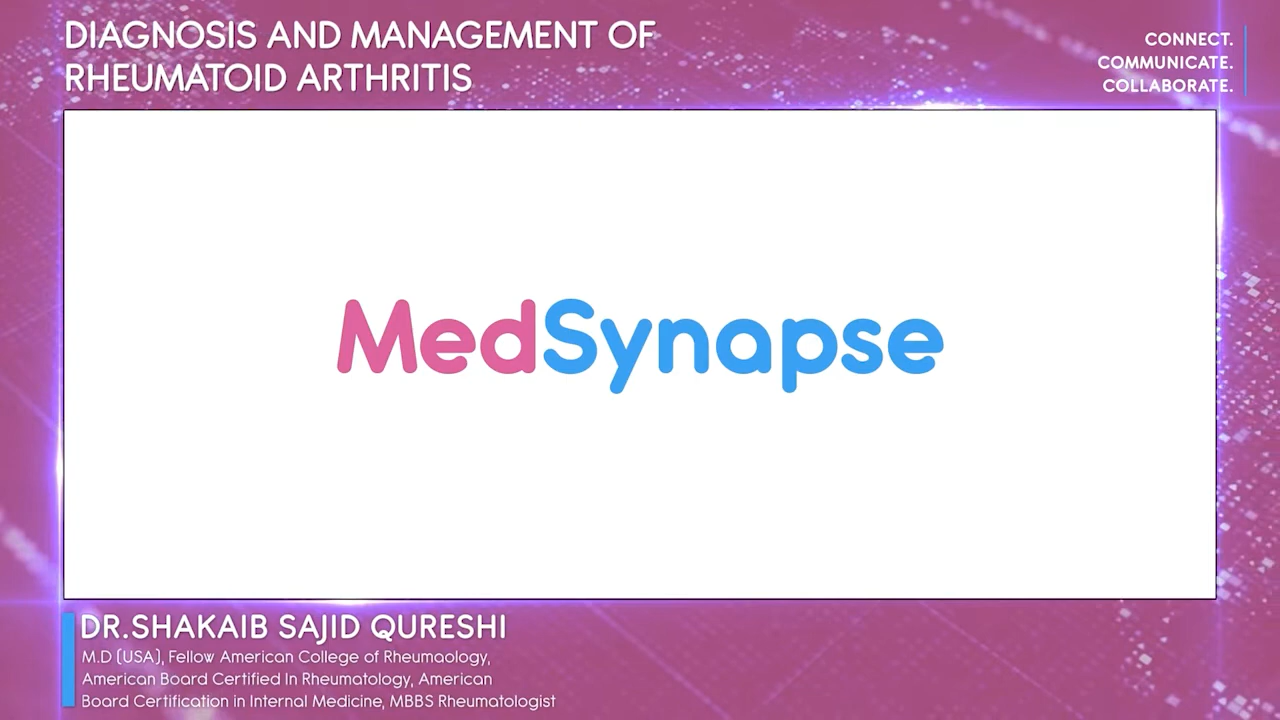 DIAGNOSIS AND MANAGEMENT OF
RHEUMATOID ARTHRITIS
CONNECT.
COMMUNICATE.
COLLABORATE.
MedSynapse
DR.SHAKAIB SAJID QURESHI
M.D (USA), Fellow American College of Rheumaology,
American Board Certified In Rheumatology, American
Board Certification in Internal Medicine, MBBS Rheumatologist